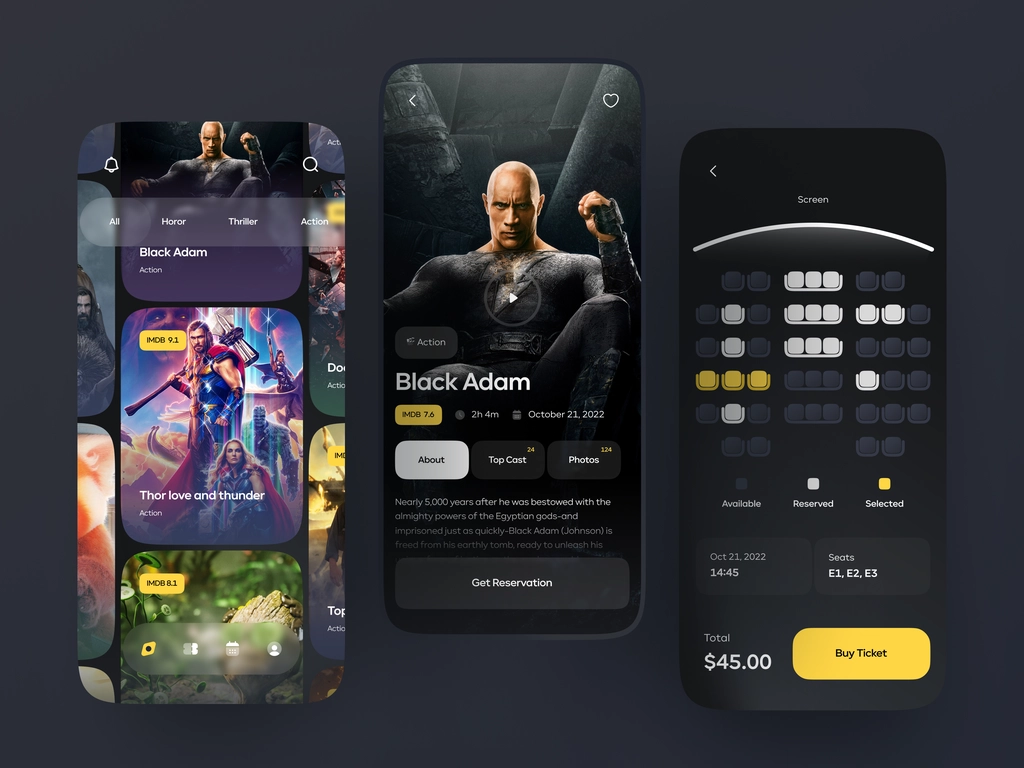 Acti
All Horor Thriller Action
Black Adam
Action
IMDB 9.1
Doc
Actio
Thor love and thunder
Action
IMD
IMDB 8.1
Top
Actio
Action
Black Adam
IMDB 7.6 2h 4m October 21, 2022
About Top Cast 24 Photos 124
Nearly 5,000 years after he was bestowed with the
almighty powers of the Egyptian gods-and
imprisoned just as quickly-Black Adam (Johnson) is
freed from his earthly tomb, ready to unleash his
Get Reservation
Screen
Available Reserved Selected
Oct 21, 2022
14:45
Seats
E1, E2, E3
Total
$45.00
Buy Ticket